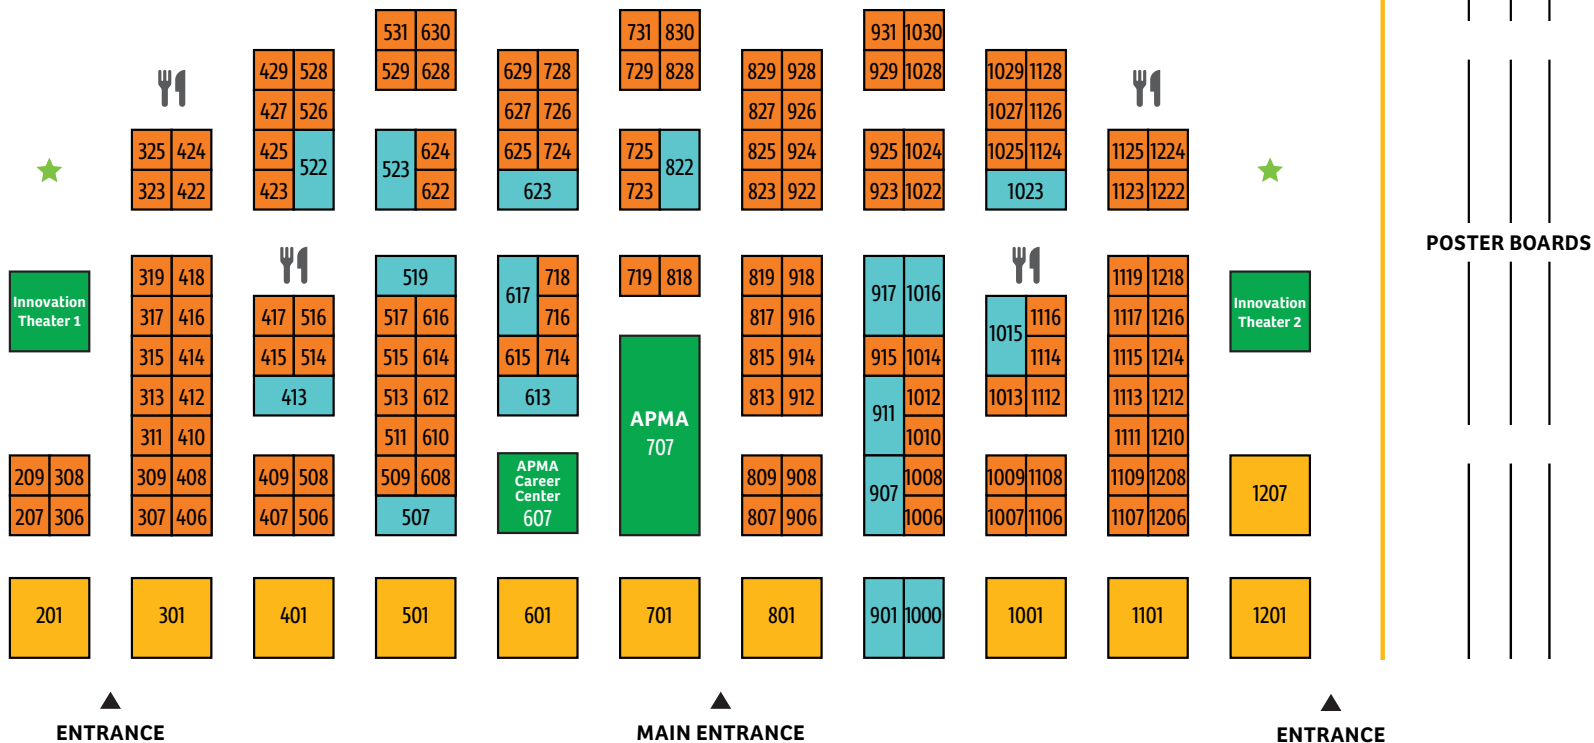 531 630 731 830 931 1030
429 528 529 628 629 728 729 828 829 928 929 1028 1029 1128
427 526 627 726 827 926 1027 1126
325 424 425 522 523 624 625 724 725 822 825 924 925 1024 1025 1124 1125 1224
323 422 423 622 623 723 823 922 923 1022 1023 1123 1222
POSTER BOARDS
319 418 519 617 718 719 818 819 918 917 1016 1119 1218
Innovation
Theater 1
317 416 417 516 517 616 716 817 916 1015 1116 1117 1216
Innovation
Theater 2
315 414 415 514 515 614 615 714 815 914 915 1014 1114 1115 1214
313 412 413 513 612 613 813 912 911 1012 1013 1112 1113 1212
APMA
707
311 410 511 610 1010 1111 1210
209 308 309 408 409 508 509 608
APMA
Career
Center
607
809 908 907 1008 1009 1108 1109 1208 1207
207 306 307 406 407 506 507 807 906 1006 1007 1106 1107 1206
201 301 401 501 601 701 801 901 1000 1001 1101 1201
ENTRANCE
MAIN ENTRANCE
ENTRANCE